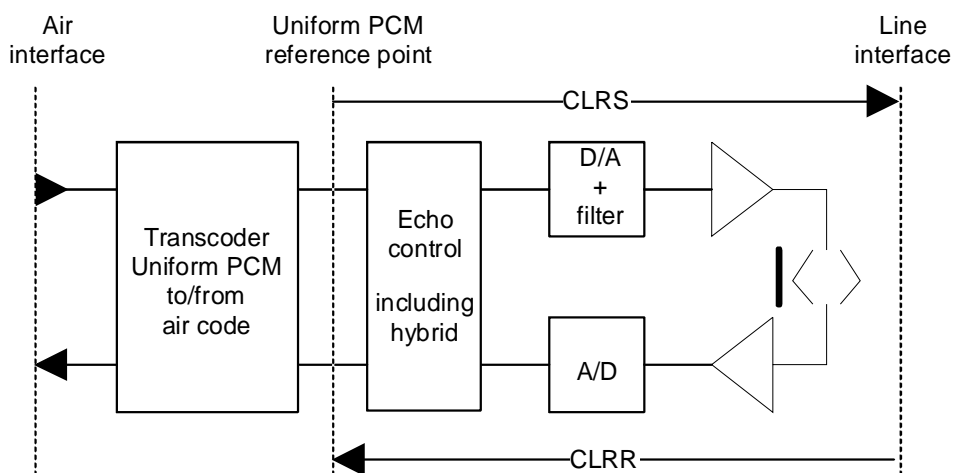 Air
interface
Uniform PCM
reference point
Line
interface
CLRS
Transcoder
Uniform PCM
to/from
air code
Echo
control
including
hybrid
D/A
+
filter
A/D
CLRR